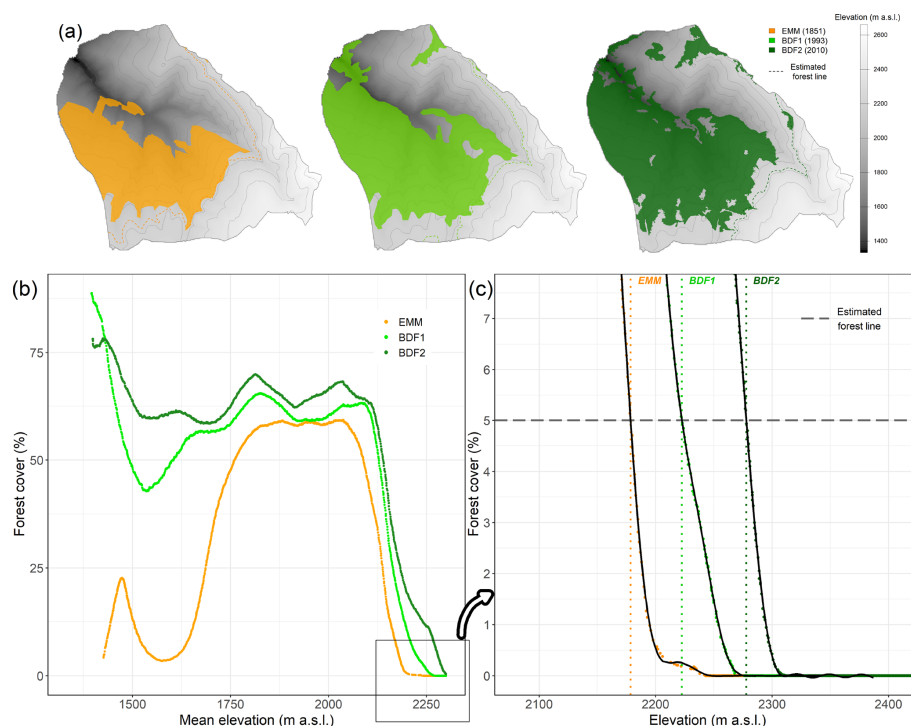 (a)
EMM (1851)
BDF1 (1993)
BDF2 (2010)
Estimated
forest line
Elevation (m a.s.l.)
2600
2400
2200
2000
1800
1600
1400
(b)
Forest cover (%)
75
50
25
0
EMM
BDF1
BDF2
1500
1750
2000
2250
Mean elevation (m a.s.l.)
(c)
EMM
BDF1
BDF2
Estimated
forest line
Forest cover (%)
7
6
5
4
3
2
1
0
2100
2200
2300
2400
Elevation (m a.s.l.)